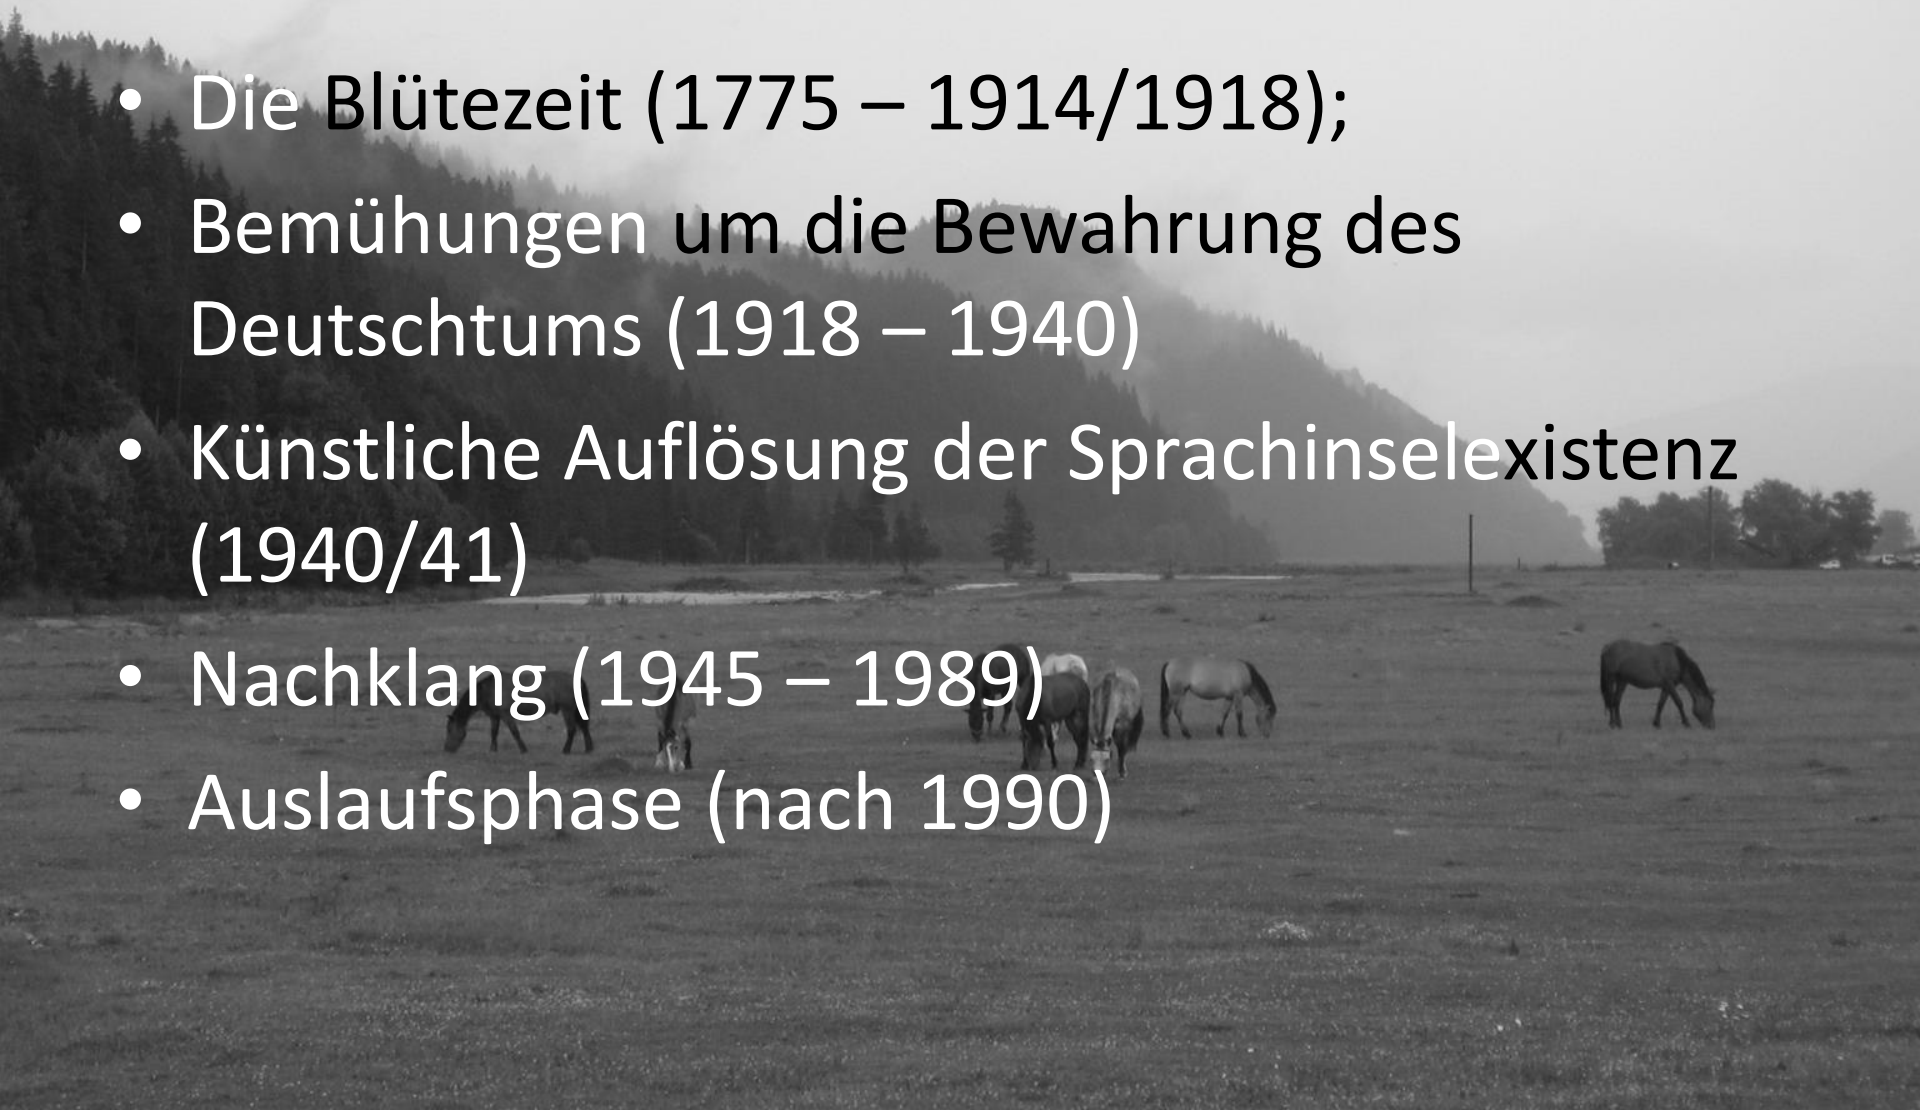 • Die Blütezeit (1775 – 1914/1918);
• Bemühungen um die Bewahrung des
Deutschtums (1918 – 1940)
• Künstliche Auflösung der Sprachinselexistenz
(1940/41)
• Nachklang (1945 – 1989)
• Auslaufsphase (nach 1990)